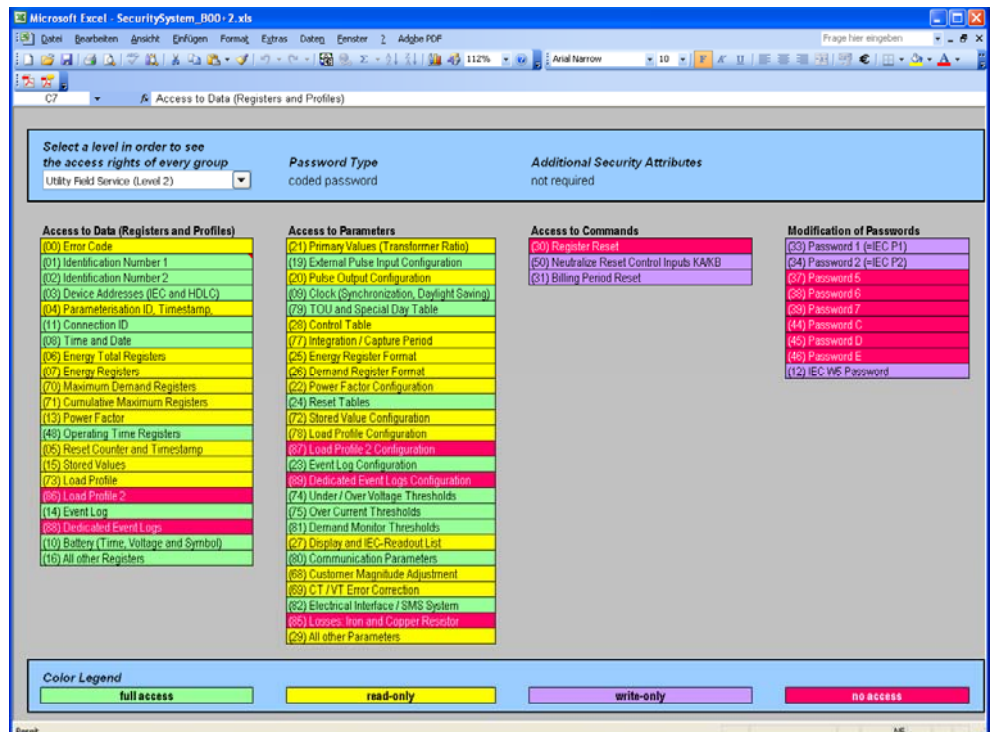 Microsoft Excel - SecuritySystem_B00+2.xls
Datei Bearbeiten Ansicht Einfügen Format Extras Daten Fenster ? Adobe PDF Frage hier eingeben
112% Arial Narrow 10 F K U
C7 fx Access to Data (Registers and Profiles)
Select a level in order to see
the access rights of every group
Utility Field Service (Level 2)
Password Type
coded password
Additional Security Attributes
not required
Access to Data (Registers and Profiles)
(00) Error Code
(01) Identification Number 1
(02) Identification Number 2
(03) Device Addresses (IEC and HDLC)
(04) Parameterisation ID, Timestamp,
(11) Connection ID
(08) Time and Date
(06) Energy Total Registers
(07) Energy Registers
(70) Maximum Demand Registers
(71) Cumulative Maximum Registers
(13) Power Factor
(48) Operating Time Registers
(05) Reset Counter and Timestamp
(15) Stored Values
(73) Load Profile
(86) Load Profile 2
(14) Event Log
(88) Dedicated Event Logs
(10) Battery (Time, Voltage and Symbol)
(16) All other Registers
Access to Parameters
(21) Primary Values (Transformer Ratio)
(19) External Pulse Input Configuration
(20) Pulse Output Configuration
(09) Clock (Synchronization, Daylight Saving)
(79) TOU and Special Day Table
(28) Control Table
(77) Integration / Capture Period
(25) Energy Register Format
(26) Demand Register Format
(22) Power Factor Configuration
(24) Reset Tables
(72) Stored Value Configuration
(78) Load Profile Configuration
(87) Load Profile 2 Configuration
(23) Event Log Configuration
(89) Dedicated Event Logs Configuration
(74) Under / Over Voltage Thresholds
(75) Over Current Thresholds
(81) Demand Monitor Thresholds
(27) Display and IEC-Readout List
(80) Communication Parameters
(68) Customer Magnitude Adjustment
(69) CT / VT Error Correction
(82) Electrical Interface / SMS System
(85) Losses: Iron and Copper Resistor
(29) All other Parameters
Access to Commands
(30) Register Reset
(50) Neutralize Reset Control Inputs KA/KB
(31) Billing Period Reset
Modification of Passwords
(33) Password 1 (=IEC P1)
(34) Password 2 (=IEC P2)
(37) Password 5
(38) Password 6
(39) Password 7
(44) Password C
(45) Password D
(46) Password E
(12) IEC W5 Password
Color Legend
full access read-only write-only no access